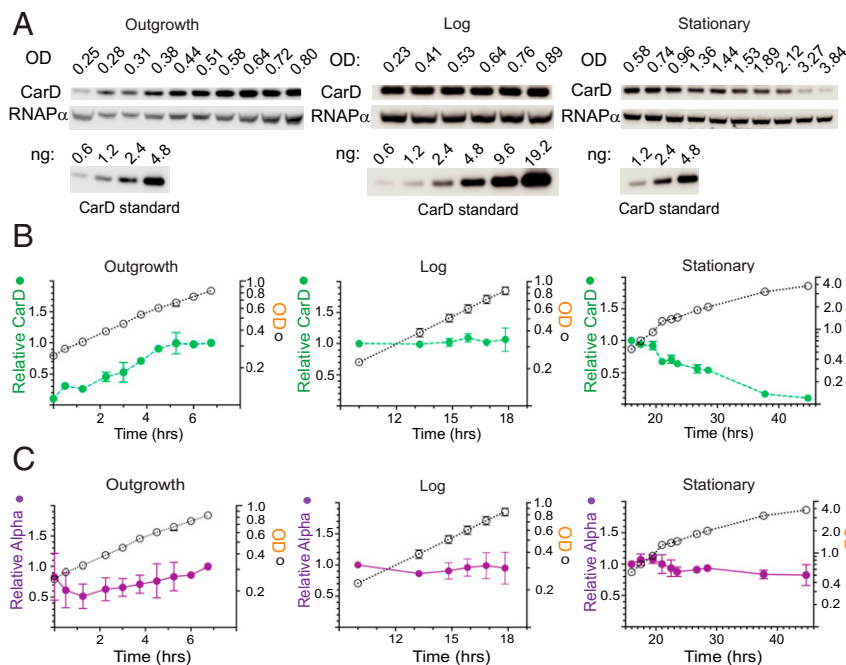 A
Outgrowth
Log
Stationary
OD 0.25 0.28 0.31 0.38 0.44 0.51 0.58 0.64 0.72 0.80
OD: 0.23 0.41 0.53 0.64 0.76 0.89
OD 0.58 0.74 0.96 1.36 1.44 1.53 1.89 2.12 3.27 3.84
CarD
CarD
CarD
RNAPα
RNAPα
RNAPα
ng: 0.6 1.2 2.4 4.8
ng: 0.6 1.2 2.4 4.8 9.6 19.2
ng: 1.2 2.4 4.8
CarD standard
CarD standard
CarD standard
B
Outgrowth
Relative CarD
1.5
1.0
0.5
1.0
0.8
0.6
0.4
0.2
OD
0 2 4 6
Time (hrs)
Log
Relative CarD
1.5
1.0
0.5
1.0
0.8
0.6
0.4
0.2
OD
12 14 16 18
Time (hrs)
Stationary
Relative CarD
1.5
1.0
0.5
4.0
2.0
1.0
0.4
0.2
20 30 40
Time (hrs)
C
Outgrowth
Relative Alpha
1.5
1.0
0.5
1.0
0.8
0.6
0.4
0.2
OD
0 2 4 6
Time (hrs)
Log
Relative Alpha
1.5
1.0
0.5
1.0
0.8
0.6
0.4
0.2
OD
12 14 16 18
Time (hrs)
Stationary
Relative Alpha
1.5
1.0
0.5
4.0
2.0
1.0
0.4
0.2
20 30 40
Time (hrs)